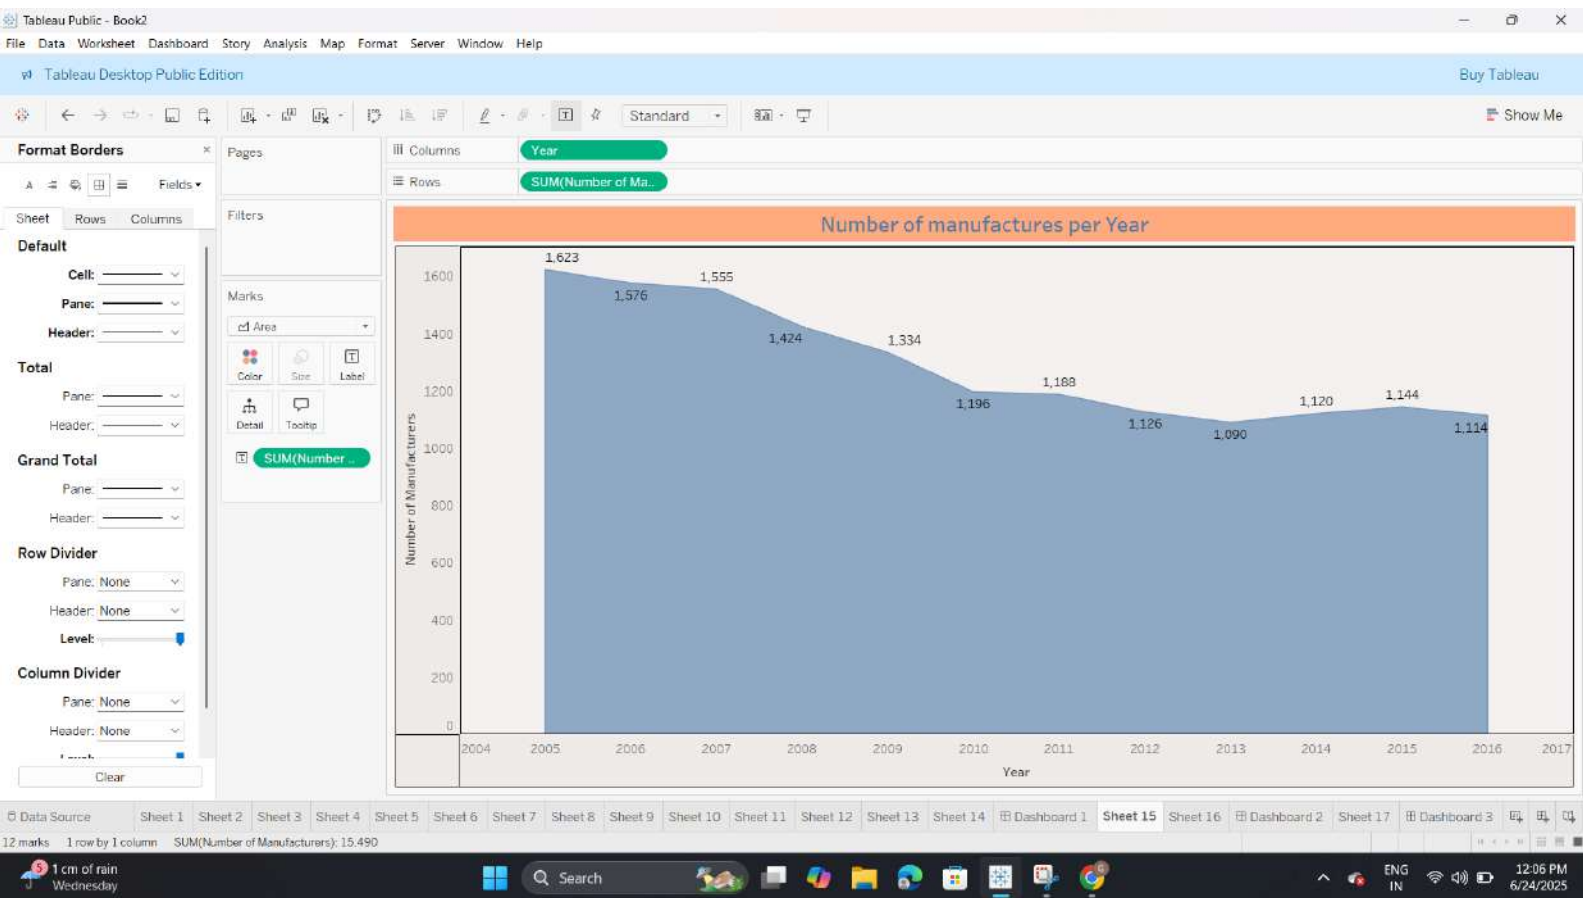 Tableau Public - Book2
File Data Worksheet Dashboard Story Analysis Map Format Server Window Help
Tableau Desktop Public Edition Buy Tableau
Standard Show Me
Format Borders
Fields
Sheet Rows Columns
Default
Cell:
Pane:
Header:
Total
Pane:
Header:
Grand Total
Pane:
Header:
Row Divider
Pane: None
Header: None
Level:
Column Divider
Pane: None
Header: None
Clear
Pages
Filters
Marks
Area
Color Size Label
Detail Tooltip
SUM(Number ..
Columns Year
Rows SUM(Number of Ma..
Number of manufactures per Year
1,623
1,576
1,555
1,424
1,334
1,196
1,188
1,126
1,090
1,120
1,144
1,114
Number of Manufacturers
1600
1400
1200
1000
800
600
400
200
0
2004 2005 2006 2007 2008 2009 2010 2011 2012 2013 2014 2015 2016 2017
Year
Data Source Sheet 1 Sheet 2 Sheet 3 Sheet 4 Sheet 5 Sheet 6 Sheet 7 Sheet 8 Sheet 9 Sheet 10 Sheet 11 Sheet 12 Sheet 13 Sheet 14 Dashboard 1 Sheet 15 Sheet 16 Dashboard 2 Sheet 17 Dashboard 3
12 marks 1 row by 1 column SUM(Number of Manufacturers): 15,490
5
1 cm of rain
Wednesday
Search
ENG
IN
12:06 PM
6/24/2025